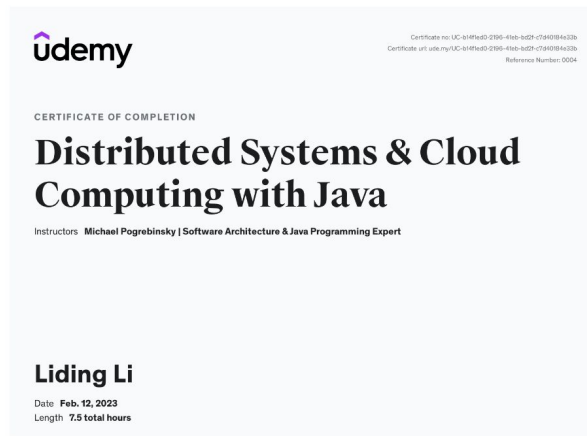 udemy
Certificate no: UC-b14f1ed0-2196-41eb-bd2f-c7d40184e33b
Certificate url: ude.my/UC-b14f1ed0-2196-41eb-bd2f-c7d40184e33b
Reference Number: 0004
CERTIFICATE OF COMPLETION
Distributed Systems & Cloud
Computing with Java
Instructors Michael Pogrebinsky | Software Architecture & Java Programming Expert
Liding Li
Date Feb. 12, 2023
Length 7.5 total hours